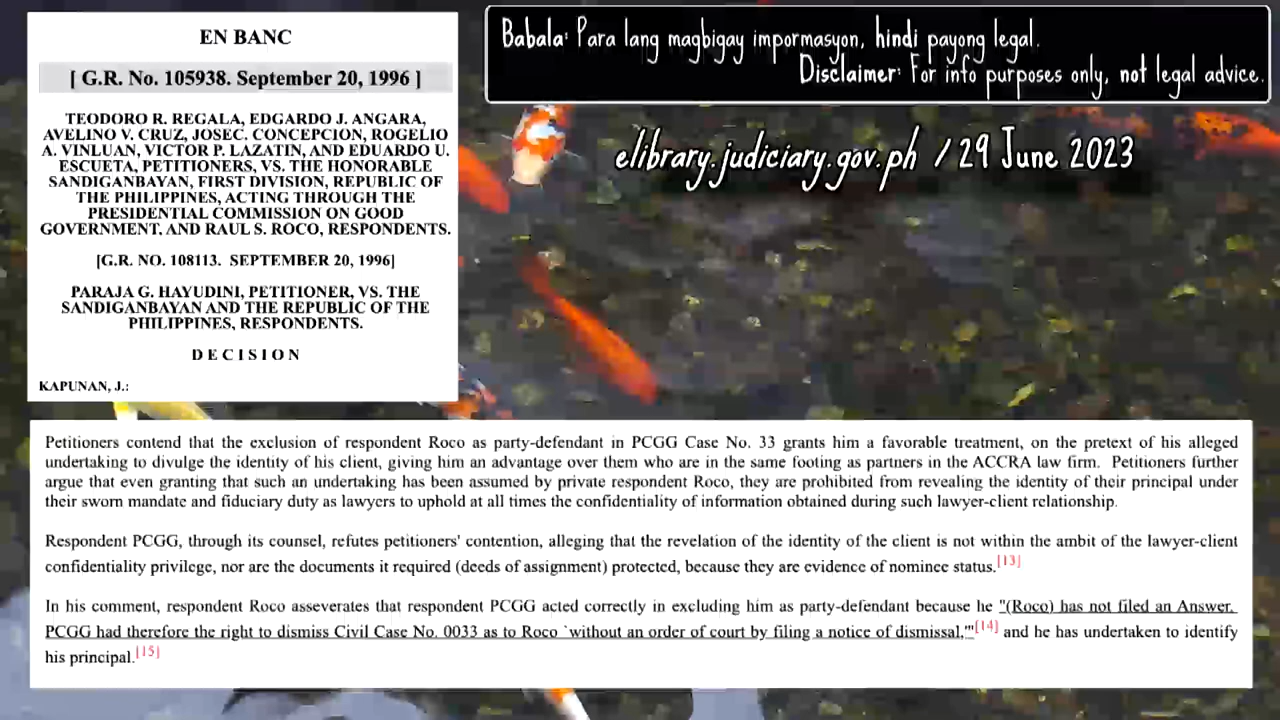 EN BANC
[ G.R. No. 105938. September 20, 1996 ]
TEODORO R. REGALA, EDGARDO J. ANGARA,
AVELINO V. CRUZ, JOSEC. CONCEPCION, ROGELIO
A. VINLUAN, VICTOR P. LAZATIN, AND EDUARDO U.
ESCUETA, PETITIONERS, VS. THE HONORABLE
SANDIGANBAYAN, FIRST DIVISION, REPUBLIC OF
THE PHILIPPINES, ACTING THROUGH THE
PRESIDENTIAL COMMISSION ON GOOD
GOVERNMENT, AND RAUL S. ROCO, RESPONDENTS.
[G.R. NO. 108113. SEPTEMBER 20, 1996]
PARAJA G. HAYUDINI, PETITIONER, VS. THE
SANDIGANBAYAN AND THE REPUBLIC OF THE
PHILIPPINES, RESPONDENTS.
D E C I S I O N
KAPUNAN, J.:
Babala: Para lang magbigay impormasyon, hindi payong legal.
Disclaimer: For info purposes only, not legal advice.
elibrary.judiciary.gov.ph / 29 June 2023
Petitioners contend that the exclusion of respondent Roco as party-defendant in PCGG Case No. 33 grants him a favorable treatment, on the pretext of his alleged
undertaking to divulge the identity of his client, giving him an advantage over them who are in the same footing as partners in the ACCRA law firm. Petitioners further
argue that even granting that such an undertaking has been assumed by private respondent Roco, they are prohibited from revealing the identity of their principal under
their sworn mandate and fiduciary duty as lawyers to uphold at all times the confidentiality of information obtained during such lawyer-client relationship.
Respondent PCGG, through its counsel, refutes petitioners' contention, alleging that the revelation of the identity of the client is not within the ambit of the lawyer-client
confidentiality privilege, nor are the documents it required (deeds of assignment) protected, because they are evidence of nominee status.[13]
In his comment, respondent Roco asseverates that respondent PCGG acted correctly in excluding him as party-defendant because he "(Roco) has not filed an Answer.
PCGG had therefore the right to dismiss Civil Case No. 0033 as to Roco `without an order of court by filing a notice of dismissal,'"[14] and he has undertaken to identify
his principal.[15]